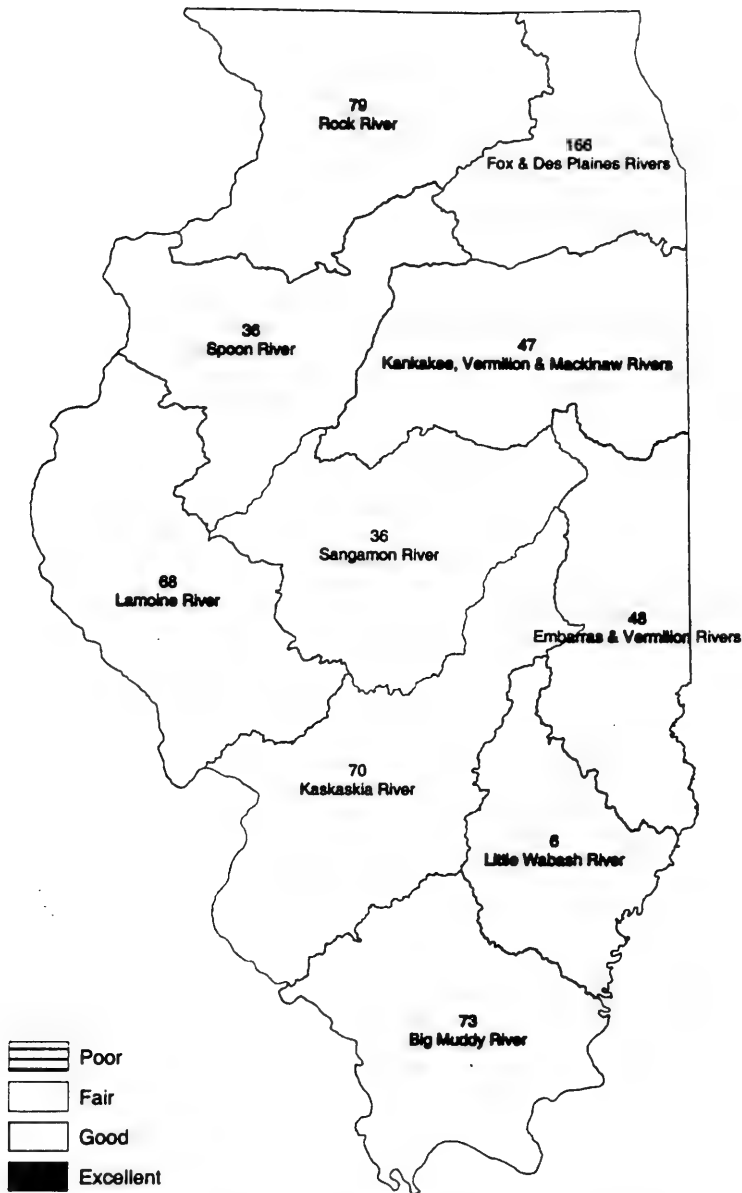 79
Rock River
166
Fox & Des Plaines Rivers
36
Spoon River
47
Kankakee, Vermilion & Mackinaw Rivers
36
Sangamon River
68
Lamoine River
48
Embarras & Vermilion Rivers
70
Kaskaskia River
6
Little Wabash River
73
Big Muddy River
Poor
Fair
Good
Excellent